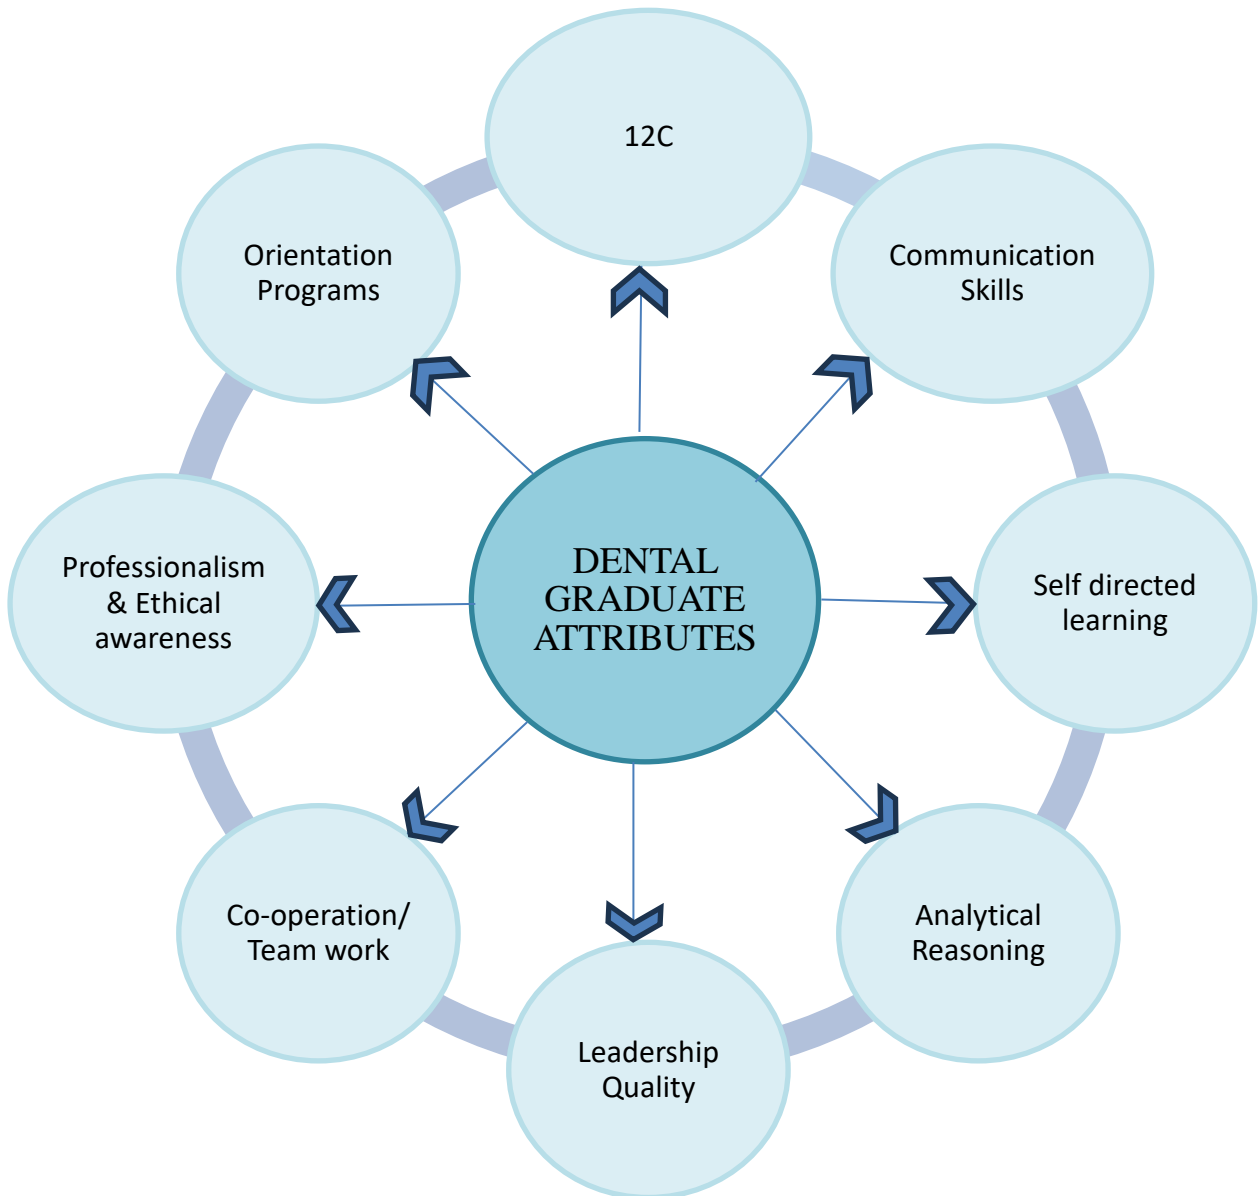 12C
Orientation
Programs
Communication
Skills
Professionalism
& Ethical
awareness
DENTAL
GRADUATE
ATTRIBUTES
Self directed
learning
Co-operation/
Team work
Analytical
Reasoning
Leadership
Quality